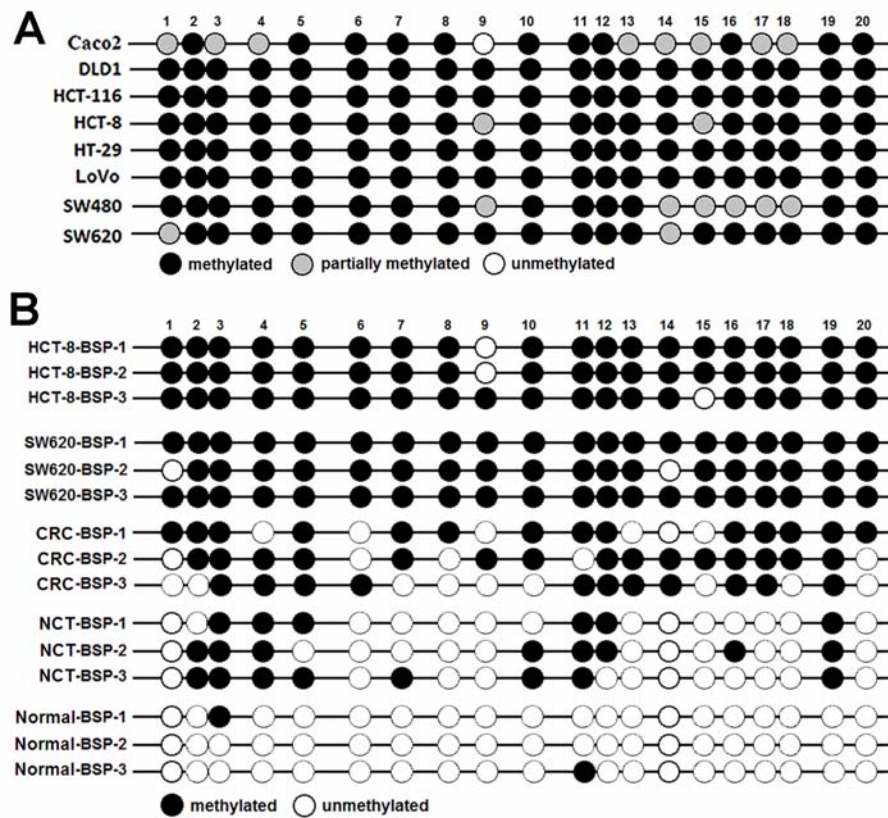 A
1 2 3 4 5 6 7 8 9 10 11 12 13 14 15 16 17 18 19 20
Caco2
DLD1
HCT-116
HCT-8
HT-29
LoVo
SW480
SW620
methylated partially methylated unmethylated
B
1 2 3 4 5 6 7 8 9 10 11 12 13 14 15 16 17 18 19 20
HCT-8-BSP-1
HCT-8-BSP-2
HCT-8-BSP-3
SW620-BSP-1
SW620-BSP-2
SW620-BSP-3
CRC-BSP-1
CRC-BSP-2
CRC-BSP-3
NCT-BSP-1
NCT-BSP-2
NCT-BSP-3
Normal-BSP-1
Normal-BSP-2
Normal-BSP-3
methylated unmethylated